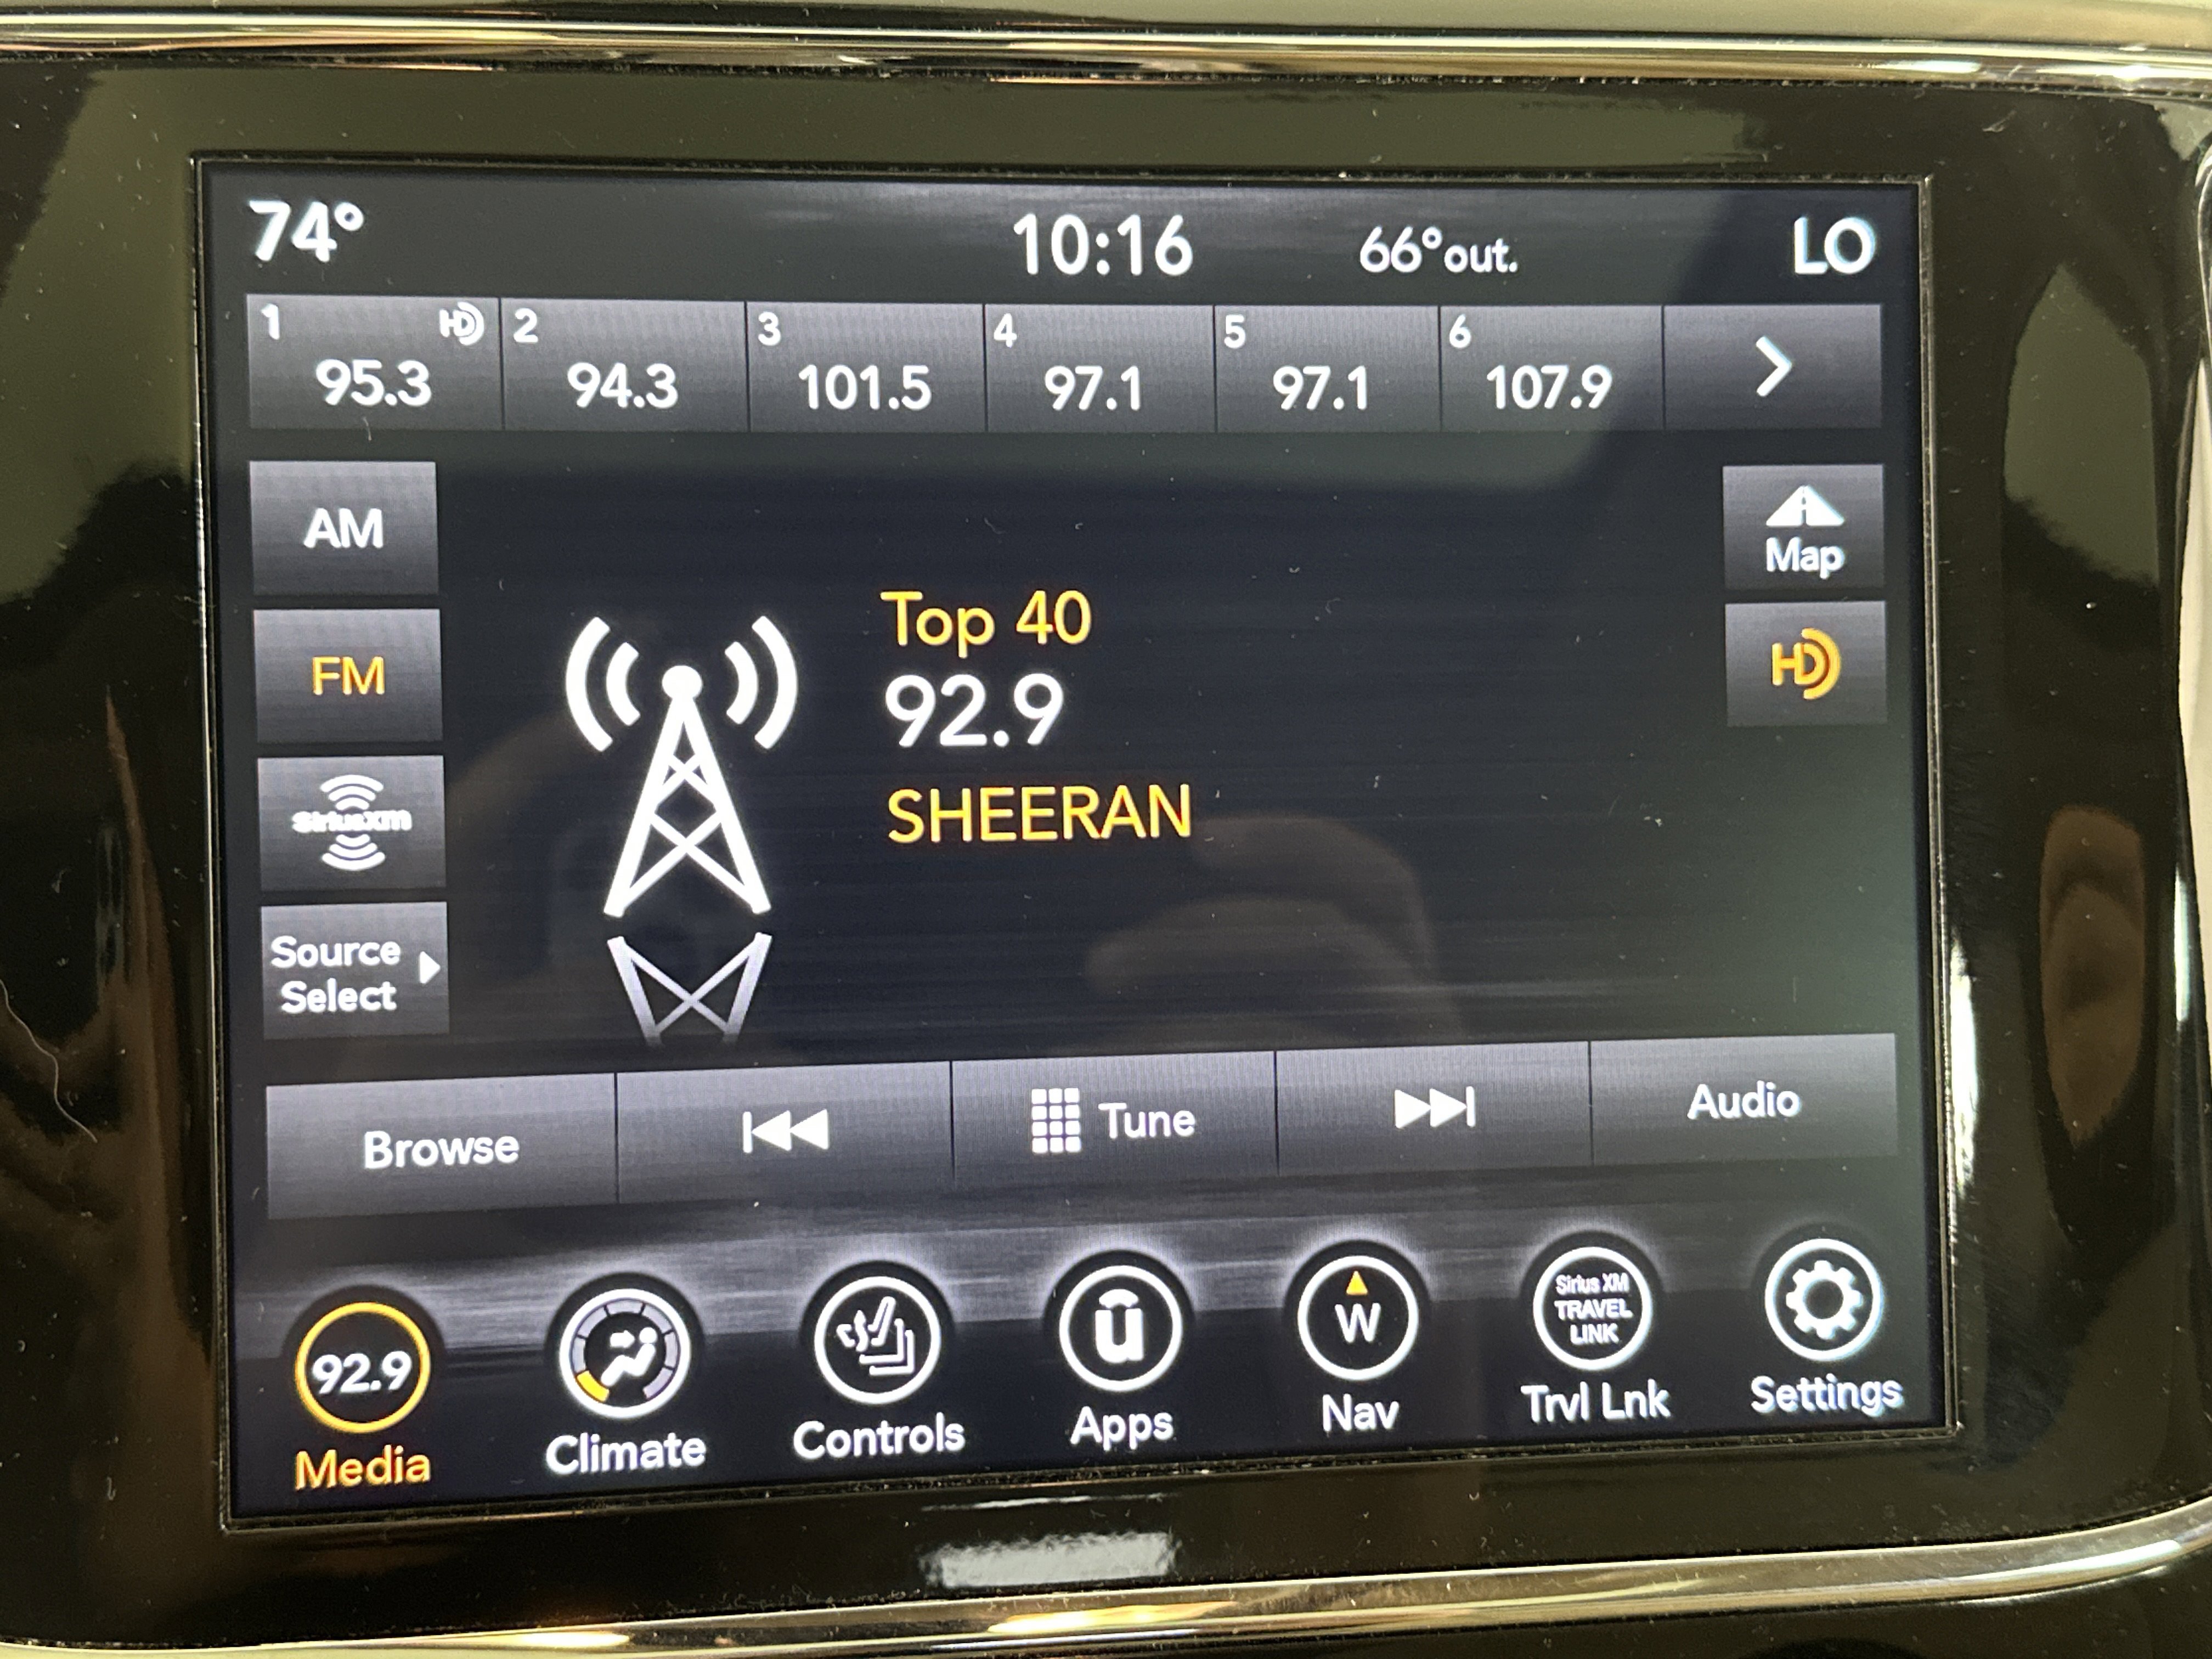 74° 10:16 66°out. LO
1 HD 2 3 4 5 6
95.3 94.3 101.5 97.1 97.1 107.9
AM
Map
Top 40
FM
92.9
HD
SHEERAN
SiriusXM
Source
Select
Browse Tune Audio
92.9 u W Sirius XM
TRAVEL
LINK
Media Climate Controls Apps Nav Trvl Lnk Settings